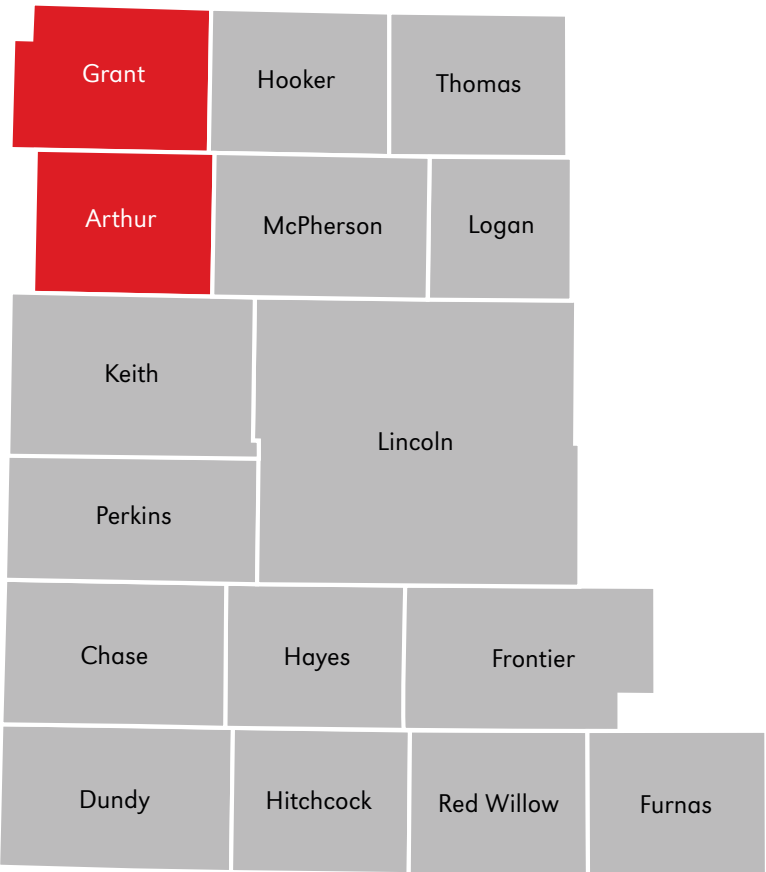 Grant
Hooker
Thomas
Arthur
McPherson
Logan
Keith
Lincoln
Perkins
Chase
Hayes
Frontier
Dundy
Hitchcock
Red Willow
Furnas